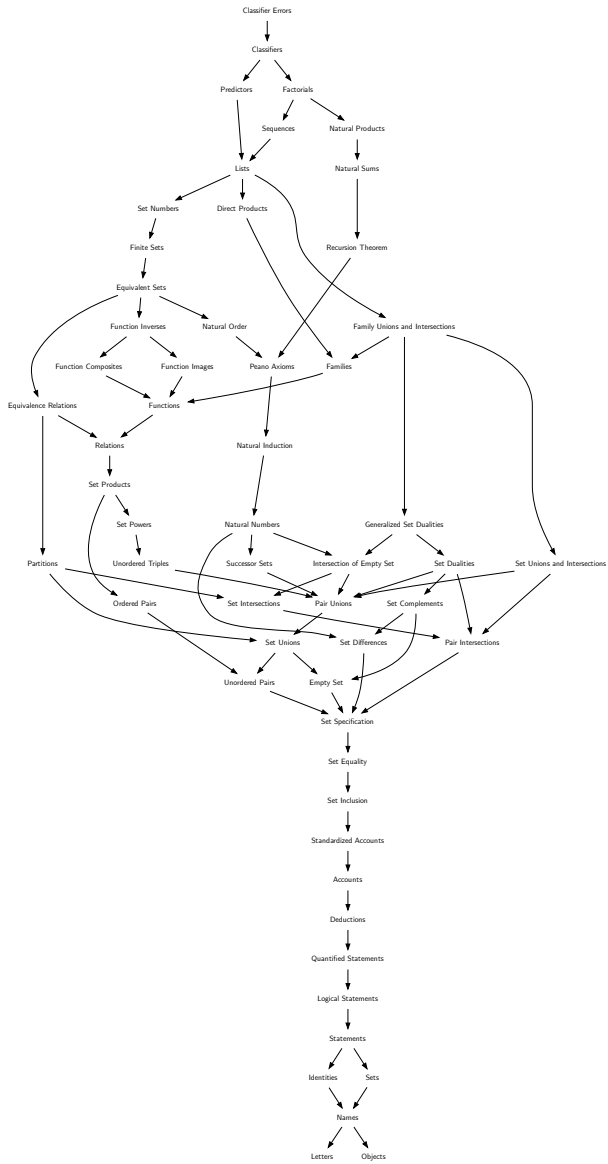 Classifier Errors
Classifiers
Predictors Factorials
Sequences Natural Products
Lists Natural Sums
Set Numbers Direct Products
Finite Sets Recursion Theorem
Equivalent Sets
Function Inverses Natural Order Family Unions and Intersections
Function Composites Function Images Peano Axioms Families
Equivalence Relations Functions
Relations Natural Induction
Set Products
Set Powers Natural Numbers Generalized Set Dualities
Partitions Unordered Triples Successor Sets Intersection of Empty Set Set Dualities Set Unions and Intersections
Ordered Pairs Set Intersections Pair Unions Set Complements
Set Unions Set Differences Pair Intersections
Unordered Pairs Empty Set
Set Specification
Set Equality
Set Inclusion
Standardized Accounts
Accounts
Deductions
Quantified Statements
Logical Statements
Statements
Identities Sets
Names
Letters Objects